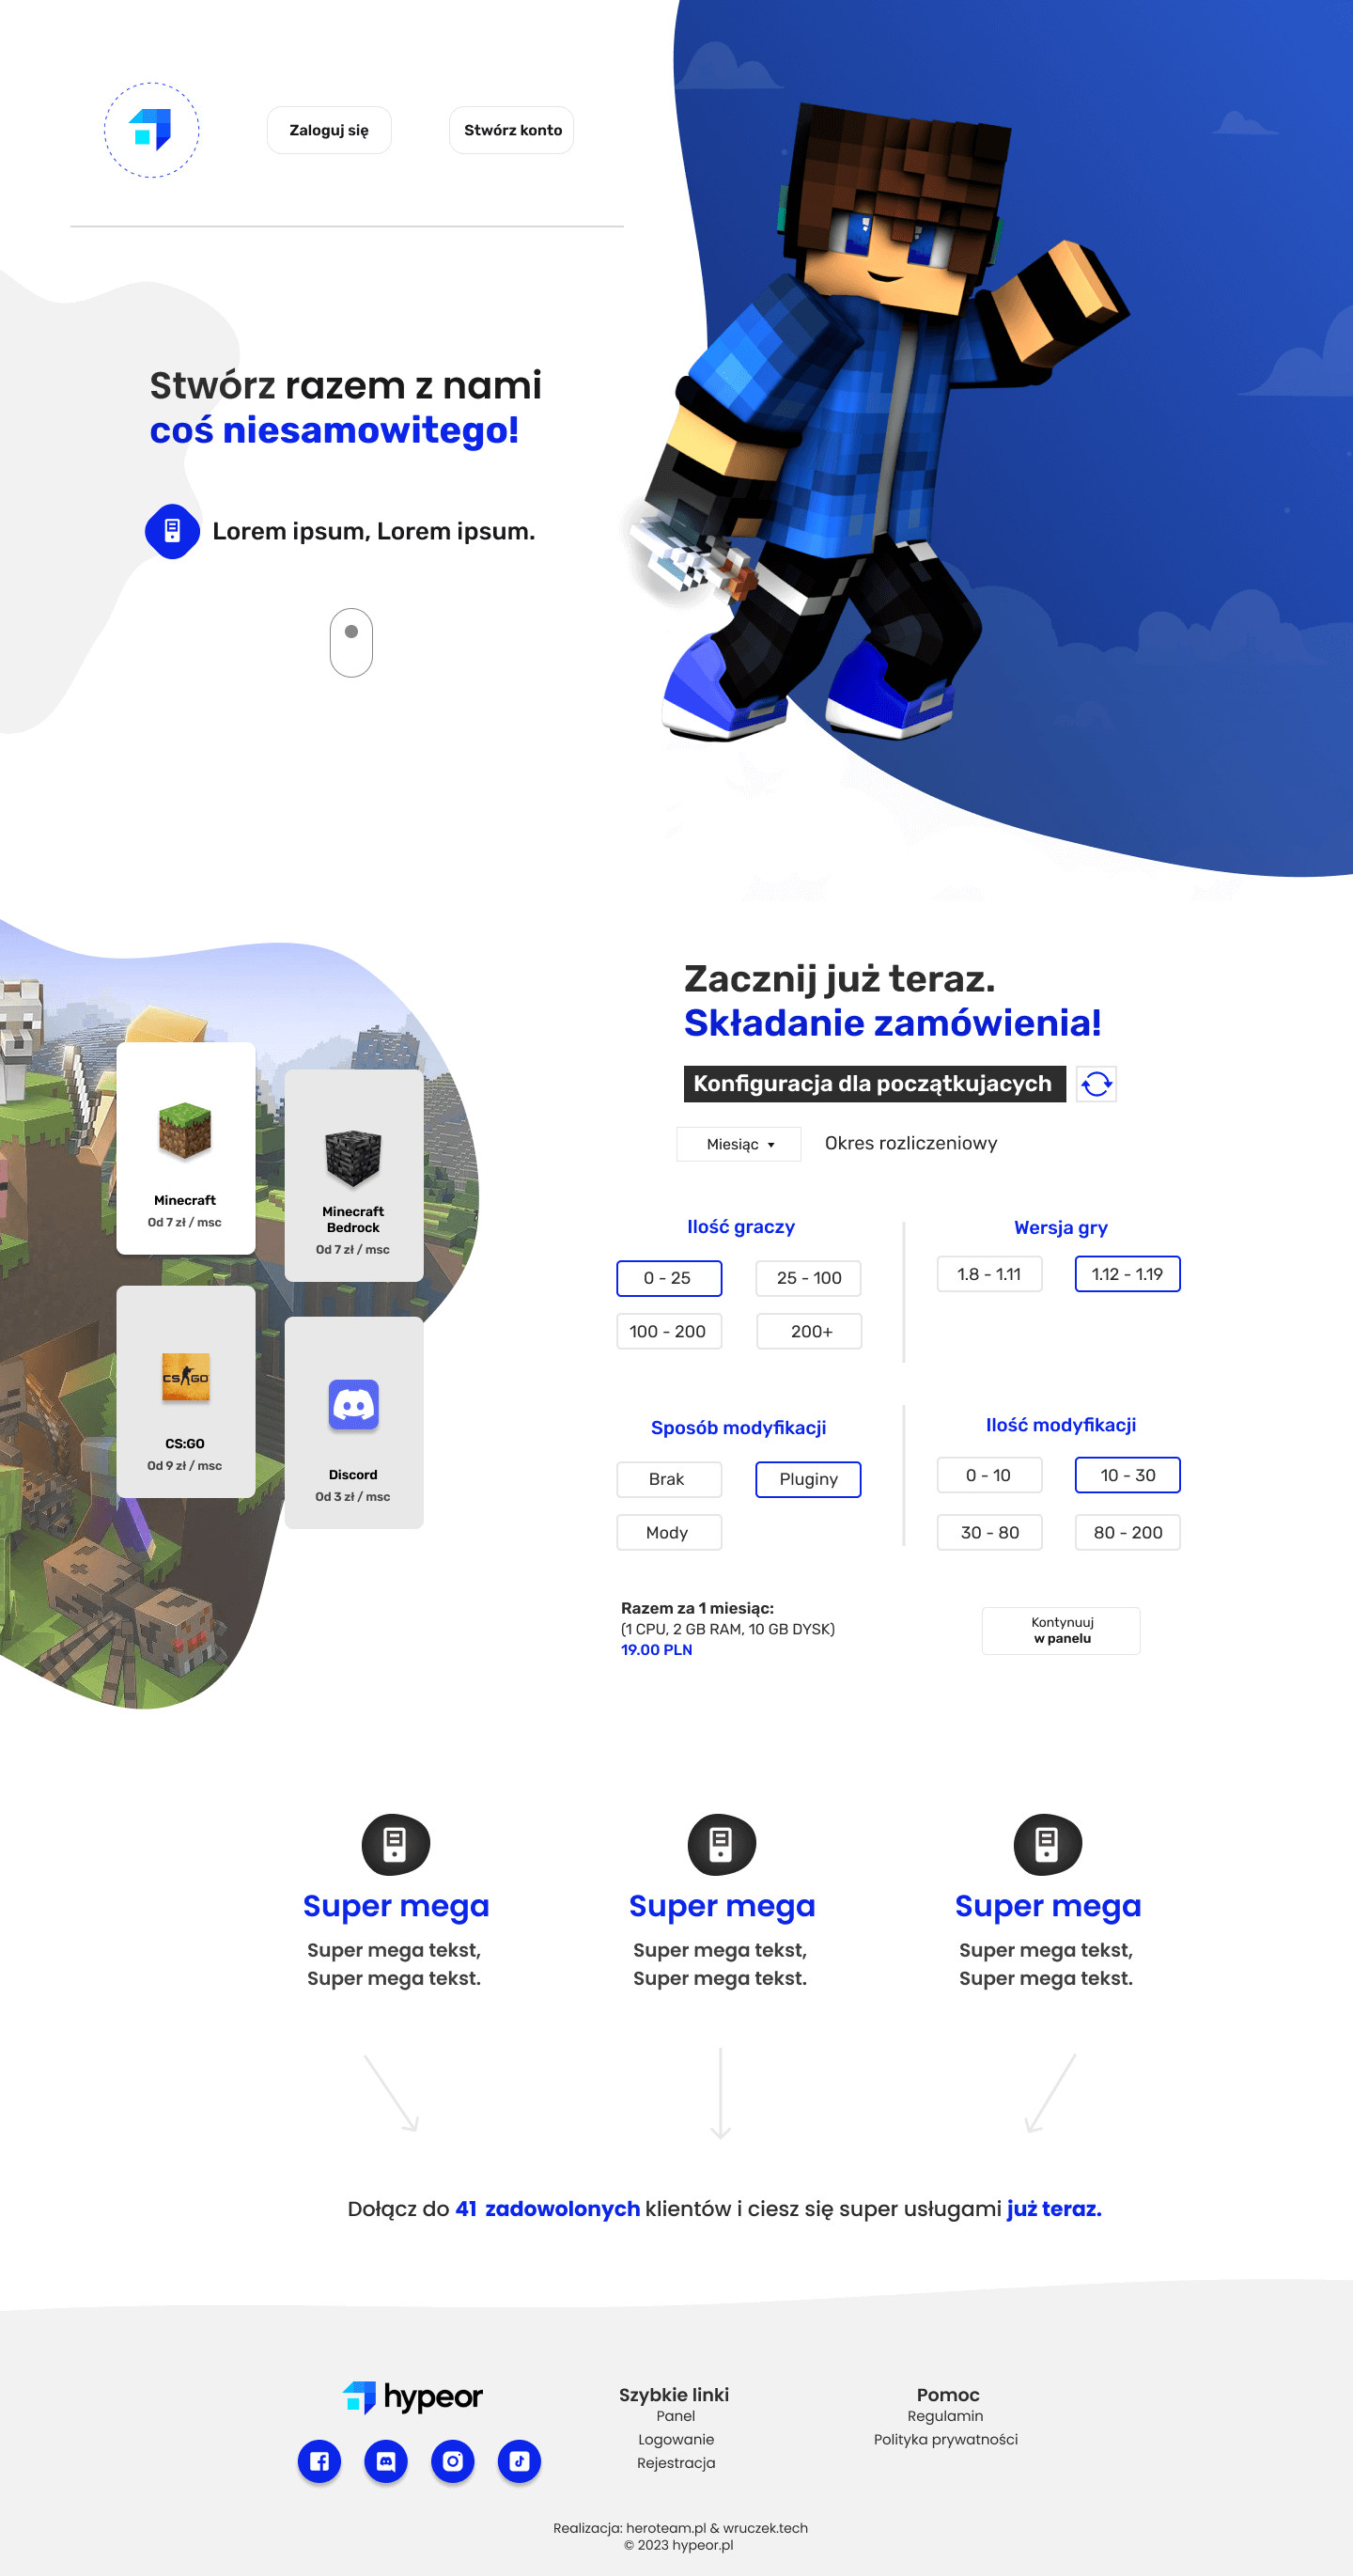 Zaloguj się
Stwórz konto
Stwórz razem z nami
coś niesamowitego!
Lorem ipsum, Lorem ipsum.
Zacznij już teraz.
Składanie zamówienia!
Konfiguracja dla początkujacych
Miesiąc
Okres rozliczeniowy
Minecraft
Od 7 zł / msc
Minecraft
Bedrock
Od 7 zł / msc
CS GO
CS:GO
Od 9 zł / msc
Discord
Od 3 zł / msc
Ilość graczy
0 - 25
25 - 100
100 - 200
200+
Wersja gry
1.8 - 1.11
1.12 - 1.19
Sposób modyfikacji
Brak
Pluginy
Mody
Ilość modyfikacji
0 - 10
10 - 30
30 - 80
80 - 200
Razem za 1 miesiąc:
(1 CPU, 2 GB RAM, 10 GB DYSK)
19.00 PLN
Kontynuuj
w panelu
Super mega
Super mega tekst,
Super mega tekst.
Super mega
Super mega tekst,
Super mega tekst.
Super mega
Super mega tekst,
Super mega tekst.
Dołącz do 41 zadowolonych klientów i ciesz się super usługami już teraz.
hypeor
Szybkie linki
Panel
Logowanie
Rejestracja
Pomoc
Regulamin
Polityka prywatności
Realizacja: heroteam.pl & wruczek.tech
© 2023 hypeor.pl